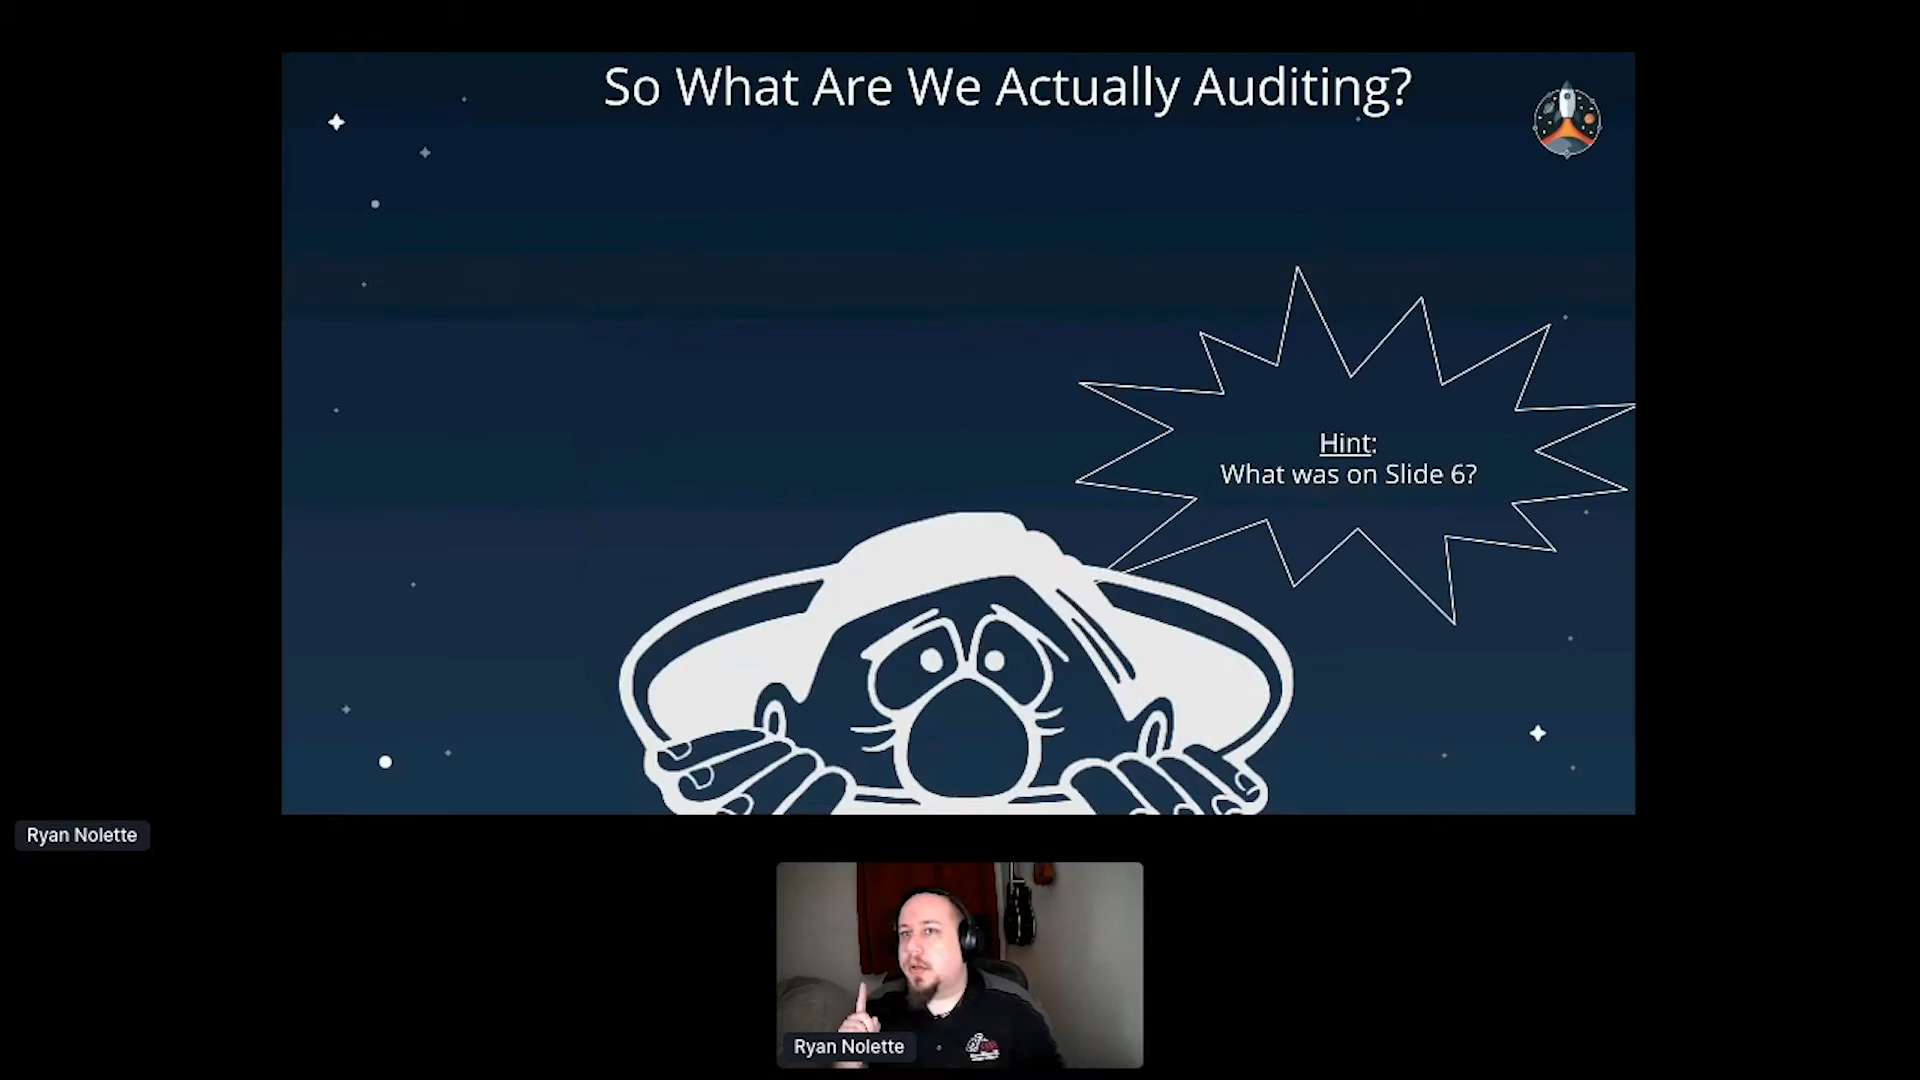 So What Are We Actually Auditing?
Hint:
What was on Slide 6?
Ryan Nolette
Ryan Nolette